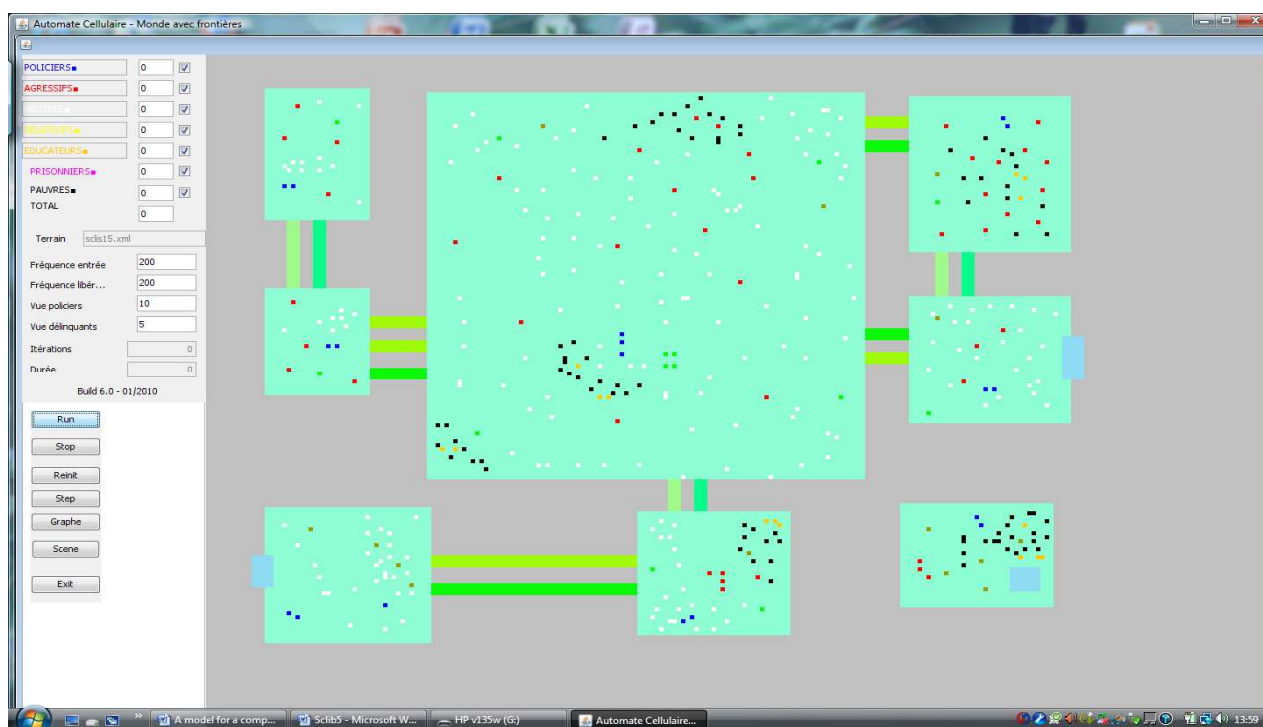 Automate Cellulaire - Monde avec frontières
POLICIERS 0
AGRESSIFS 0
0
0
EDUCATEURS 0
PRISONNIERS 0
PAUVRES 0
TOTAL 0
Terrain sclis15.xml
Fréquence entrée 200
Fréquence libér... 200
Vue policiers 10
Vue délinquants 5
Itérations 0
Durée 0
Build 6.0 - 01/2010
Run
Stop
Reinit
Step
Graphe
Scene
Exit
A model for a comp... Sclib5 - Microsoft W... HP v135w (G:) Automate Cellulaire... 13:59